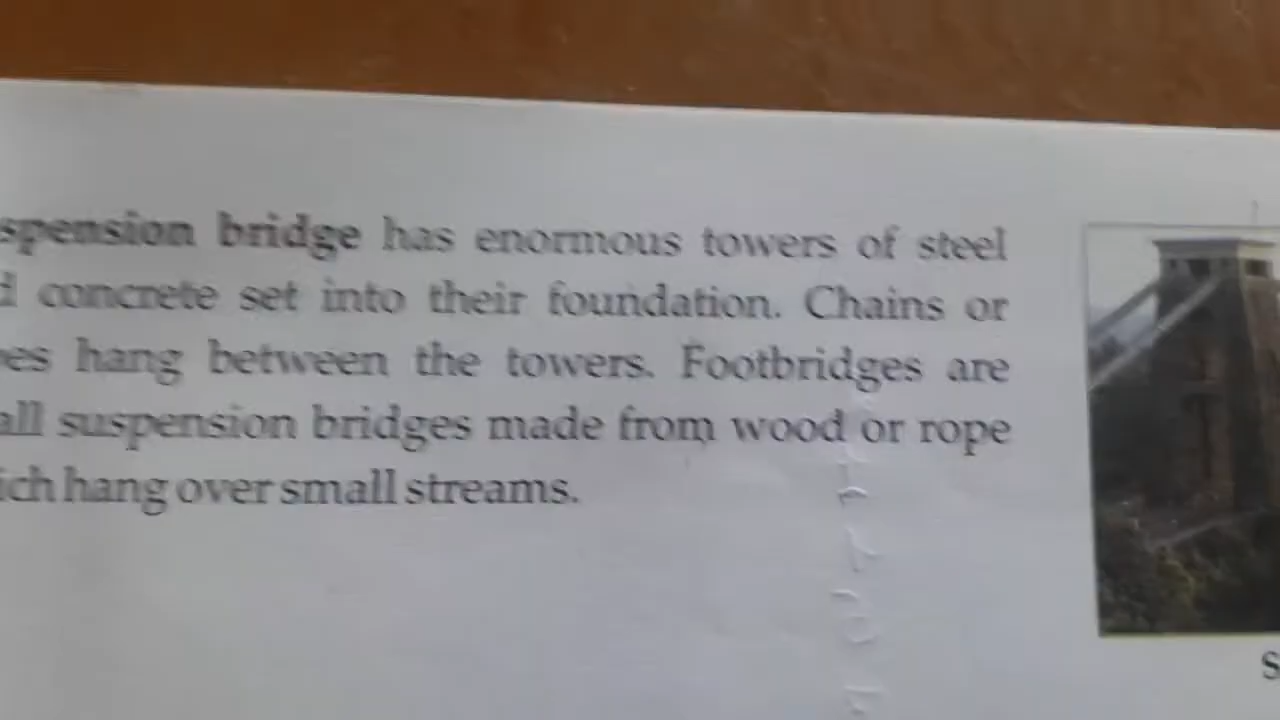 spension bridge has enormous towers of steel
d concrete set into their foundation. Chains or
es hang between the towers. Footbridges are
all suspension bridges made from wood or rope
ich hang over small streams.
S